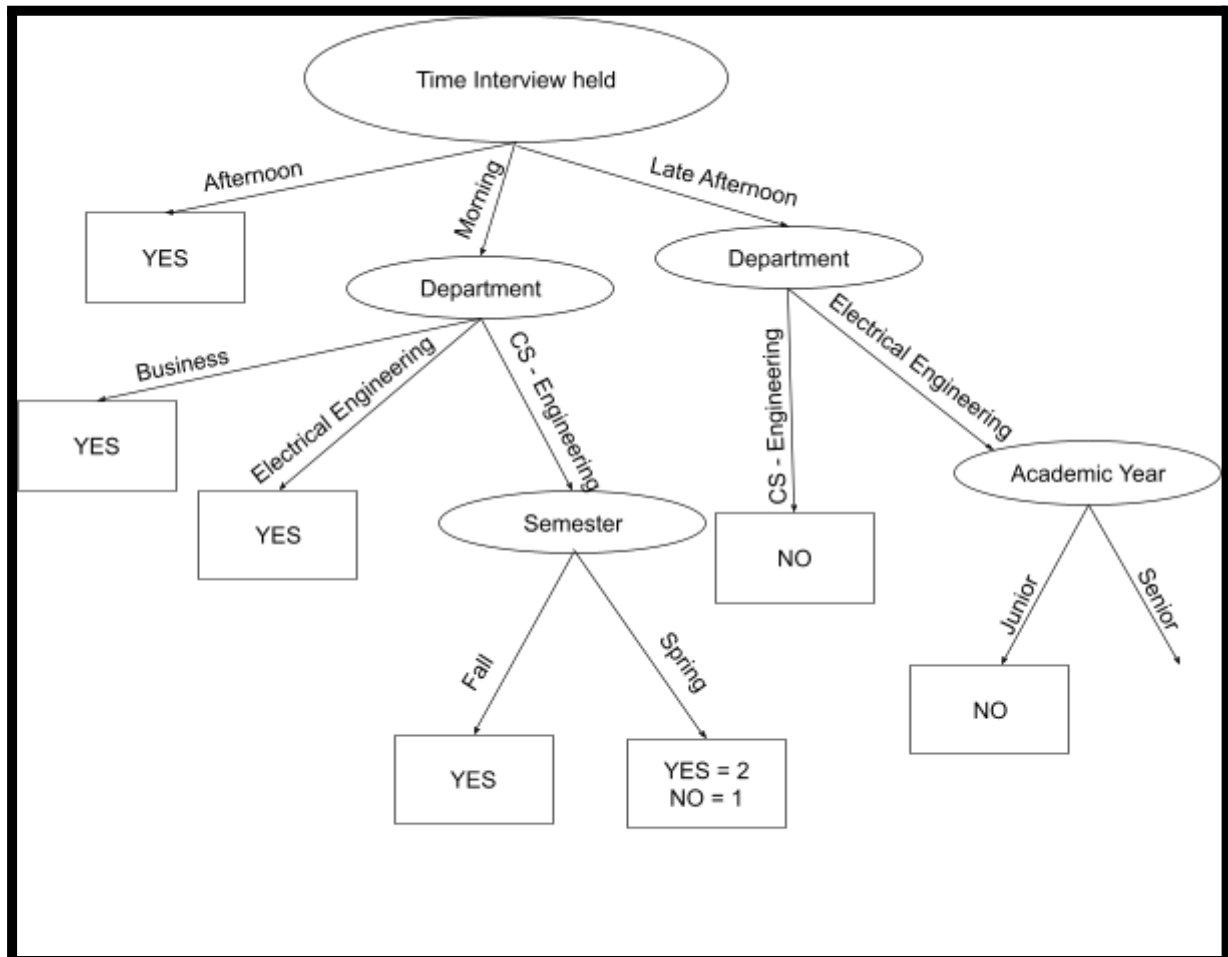 Time Interview held
Afternoon
Morning
Late Afternoon
YES
Department
Department
Business
Electrical Engineering
CS - Engineering
CS - Engineering
Electrical Engineering
YES
YES
Semester
NO
Academic Year
Fall
Spring
Junior
Senior
YES
YES = 2
NO = 1
NO